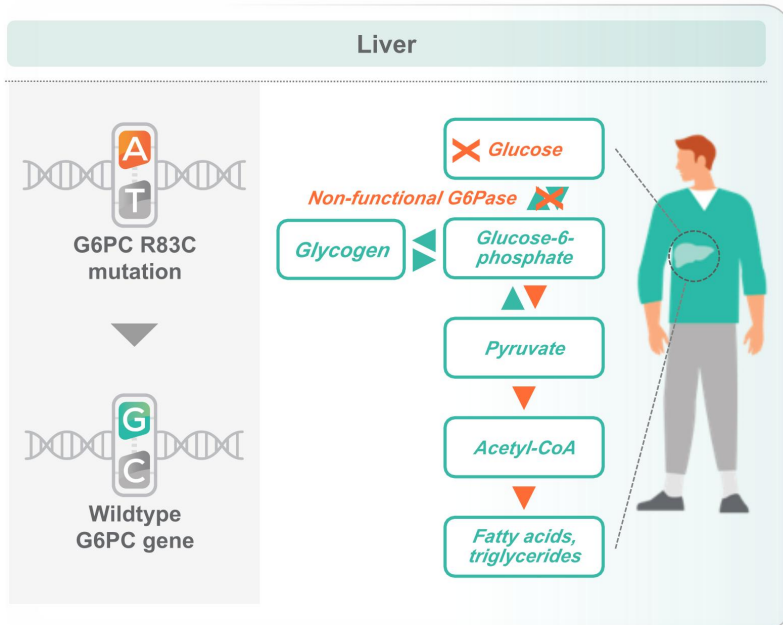 Liver
A
T
G6PC R83C
mutation
G
C
Wildtype
G6PC gene
Glucose
Non-functional G6Pase
Glycogen
Glucose-6-
phosphate
Pyruvate
Acetyl-CoA
Fatty acids,
triglycerides